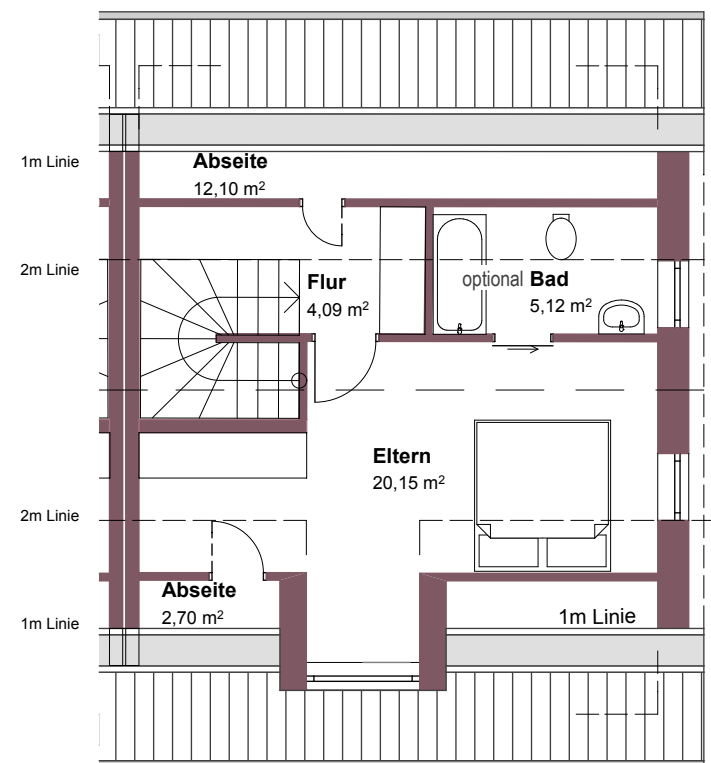 Abseite
1m Linie
12,10 m²
2m Linie
Flur
optional Bad
4,09 m²
5,12 m²
Eltern
20,15 m²
2m Linie
Abseite
2,70 m²
1m Linie
1m Linie